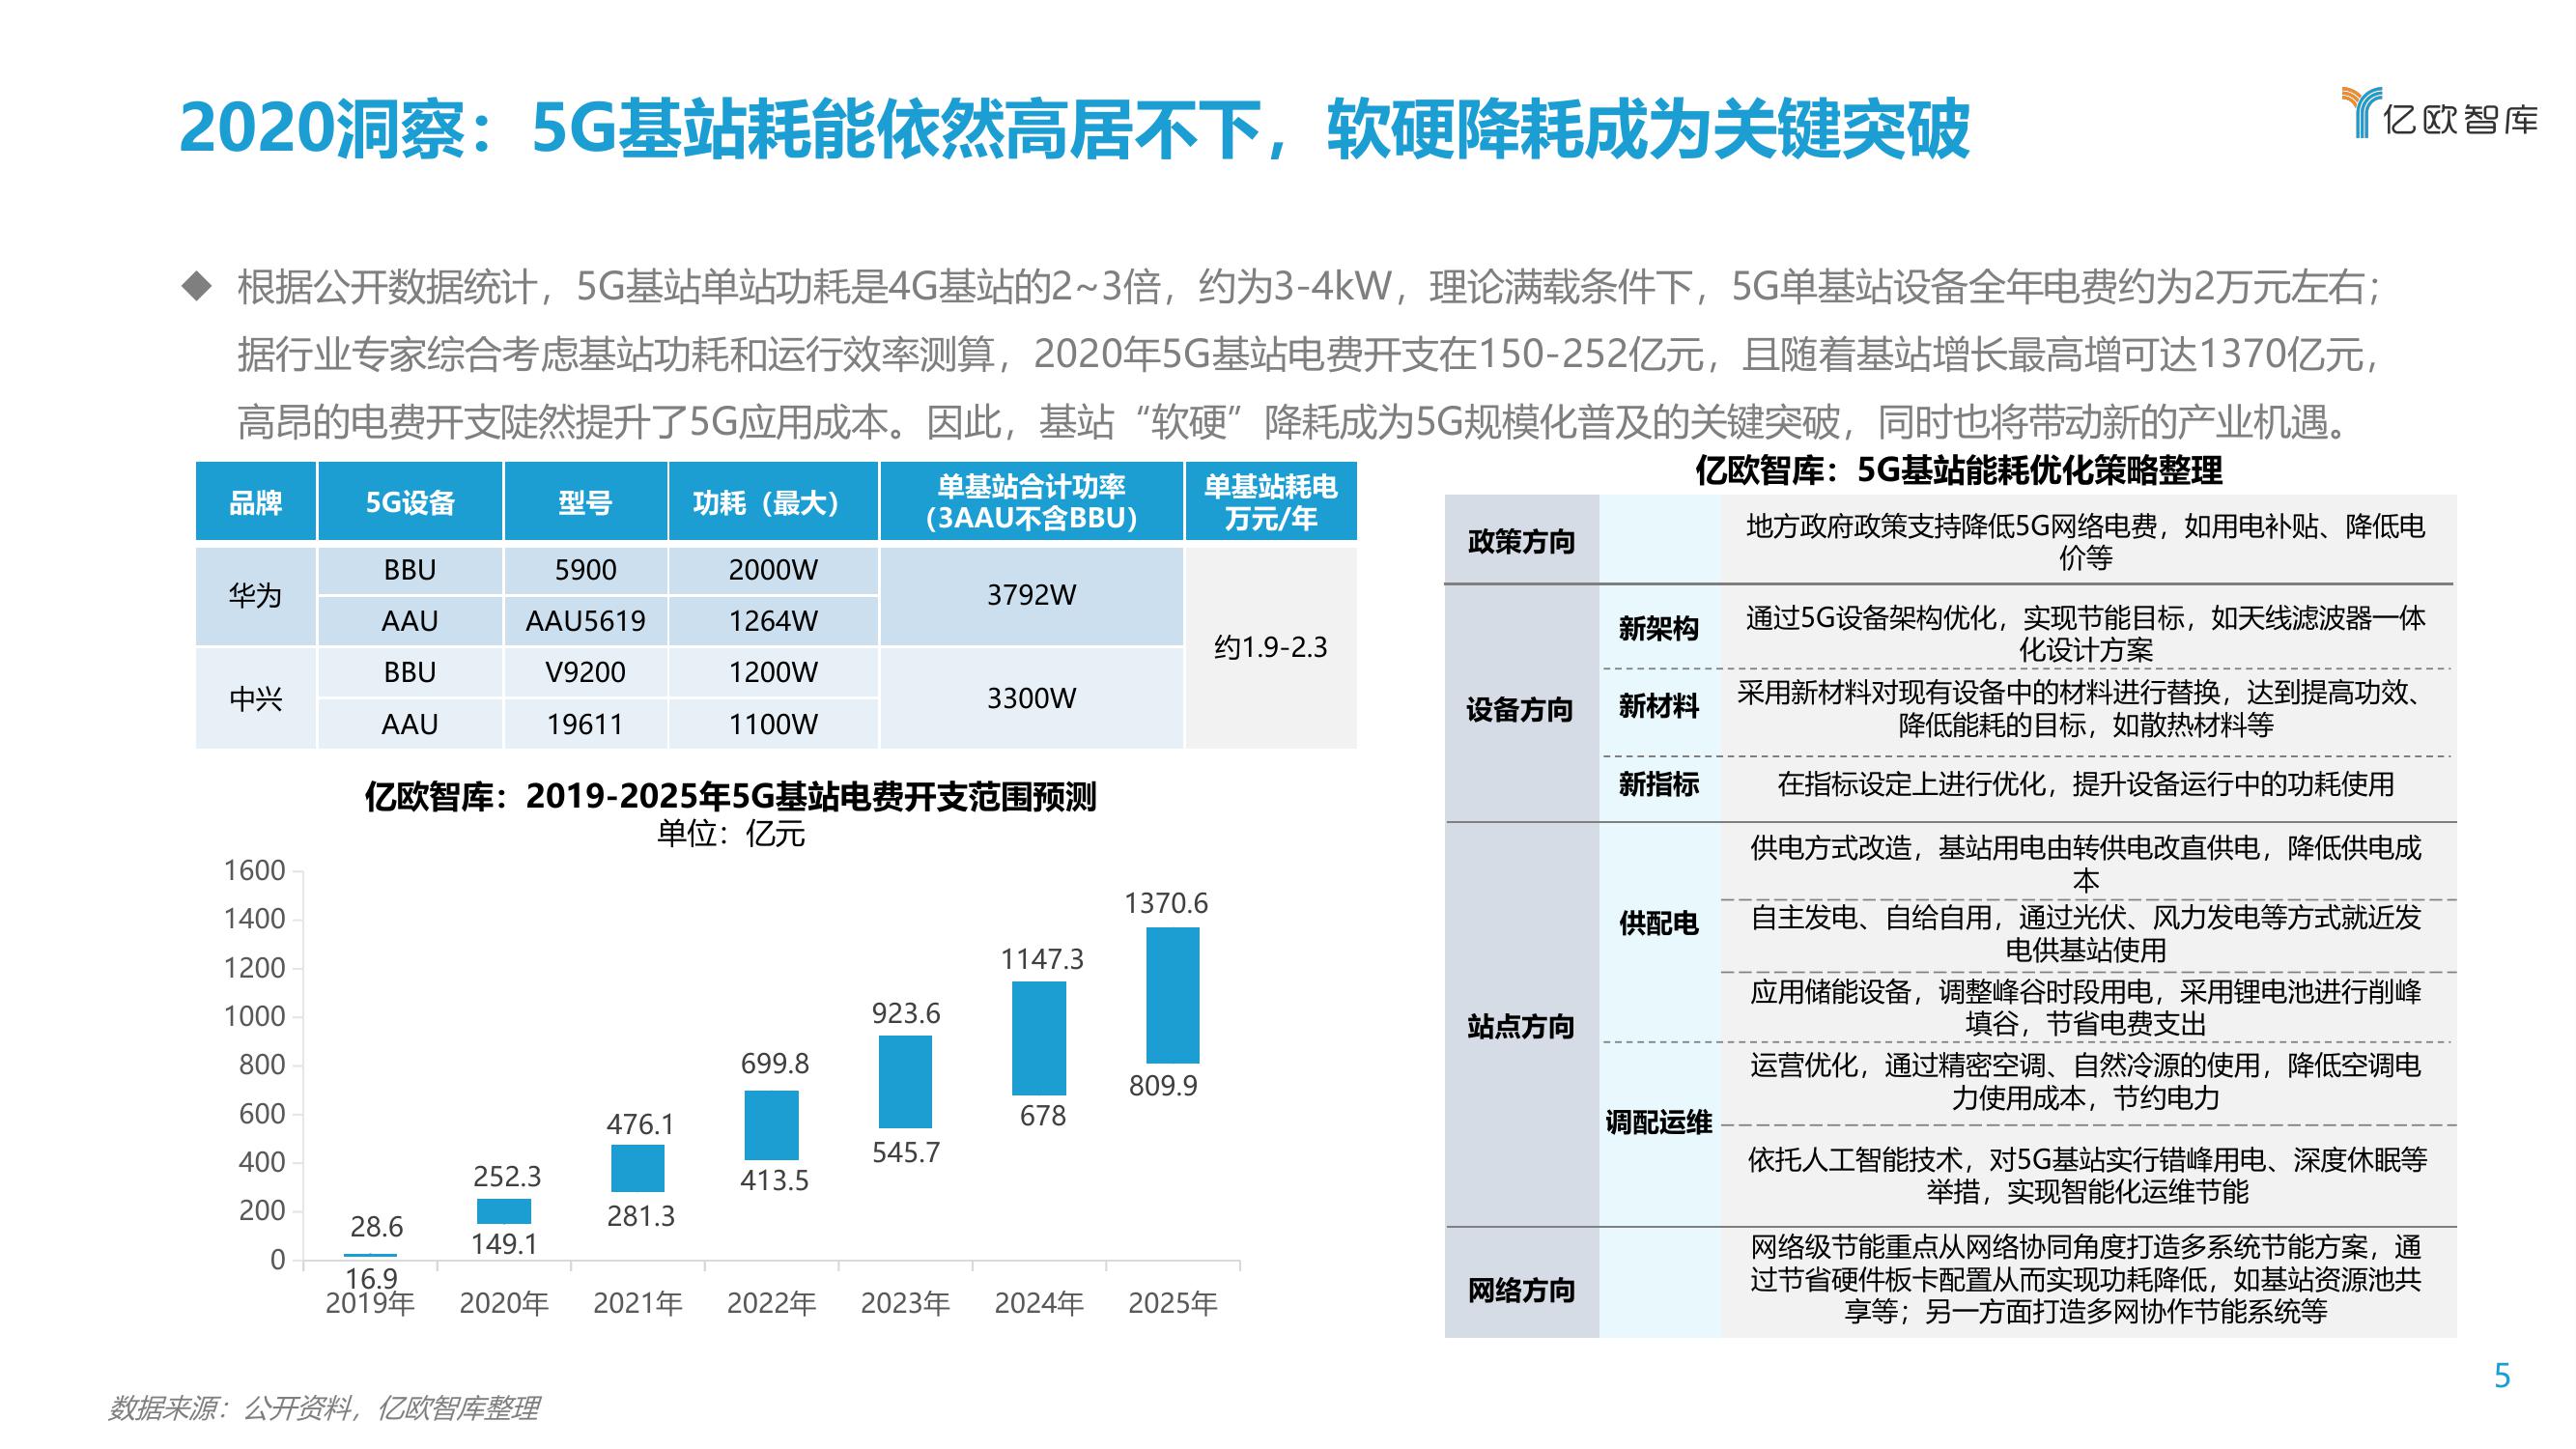 2020洞察：5G基站耗能依然高居不下，软硬降耗成为关键突破
亿欧智库
◆ 根据公开数据统计，5G基站单站功耗是4G基站的2~3倍，约为3-4kW，理论满载条件下，5G单基站设备全年电费约为2万元左右；
据行业专家综合考虑基站功耗和运行效率测算，2020年5G基站电费开支在150-252亿元，且随着基站增长最高增可达1370亿元，
高昂的电费开支陡然提升了5G应用成本。因此，基站“软硬”降耗成为5G规模化普及的关键突破，同时也将带动新的产业机遇。
品牌 5G设备 型号 功耗（最大） 单基站合计功率（3AAU不含BBU） 单基站耗电万元/年
华为 BBU 5900 2000W 3792W 约1.9-2.3
AAU AAU5619 1264W
中兴 BBU V9200 1200W 3300W
AAU 19611 1100W
亿欧智库：2019-2025年5G基站电费开支范围预测
单位：亿元
1600
1400
1200
1000
800
600
400
200
0
28.6
16.9
252.3
149.1
476.1
281.3
699.8
413.5
923.6
545.7
1147.3
678
1370.6
809.9
2019年 2020年 2021年 2022年 2023年 2024年 2025年
亿欧智库：5G基站能耗优化策略整理
政策方向
地方政府政策支持降低5G网络电费，如用电补贴、降低电
价等
设备方向
新架构
通过5G设备架构优化，实现节能目标，如天线滤波器一体
化设计方案
新材料
采用新材料对现有设备中的材料进行替换，达到提高功效、
降低能耗的目标，如散热材料等
新指标
在指标设定上进行优化，提升设备运行中的功耗使用
站点方向
供配电
供电方式改造，基站用电由转供电改直供电，降低供电成
本
自主发电、自给自用，通过光伏、风力发电等方式就近发
电供基站使用
应用储能设备，调整峰谷时段用电，采用锂电池进行削峰
填谷，节省电费支出
调配运维
运营优化，通过精密空调、自然冷源的使用，降低空调电
力使用成本，节约电力
依托人工智能技术，对5G基站实行错峰用电、深度休眠等
举措，实现智能化运维节能
网络方向
网络级节能重点从网络协同角度打造多系统节能方案，通
过节省硬件板卡配置从而实现功耗降低，如基站资源池共
享等；另一方面打造多网协作节能系统等
数据来源：公开资料，亿欧智库整理
5